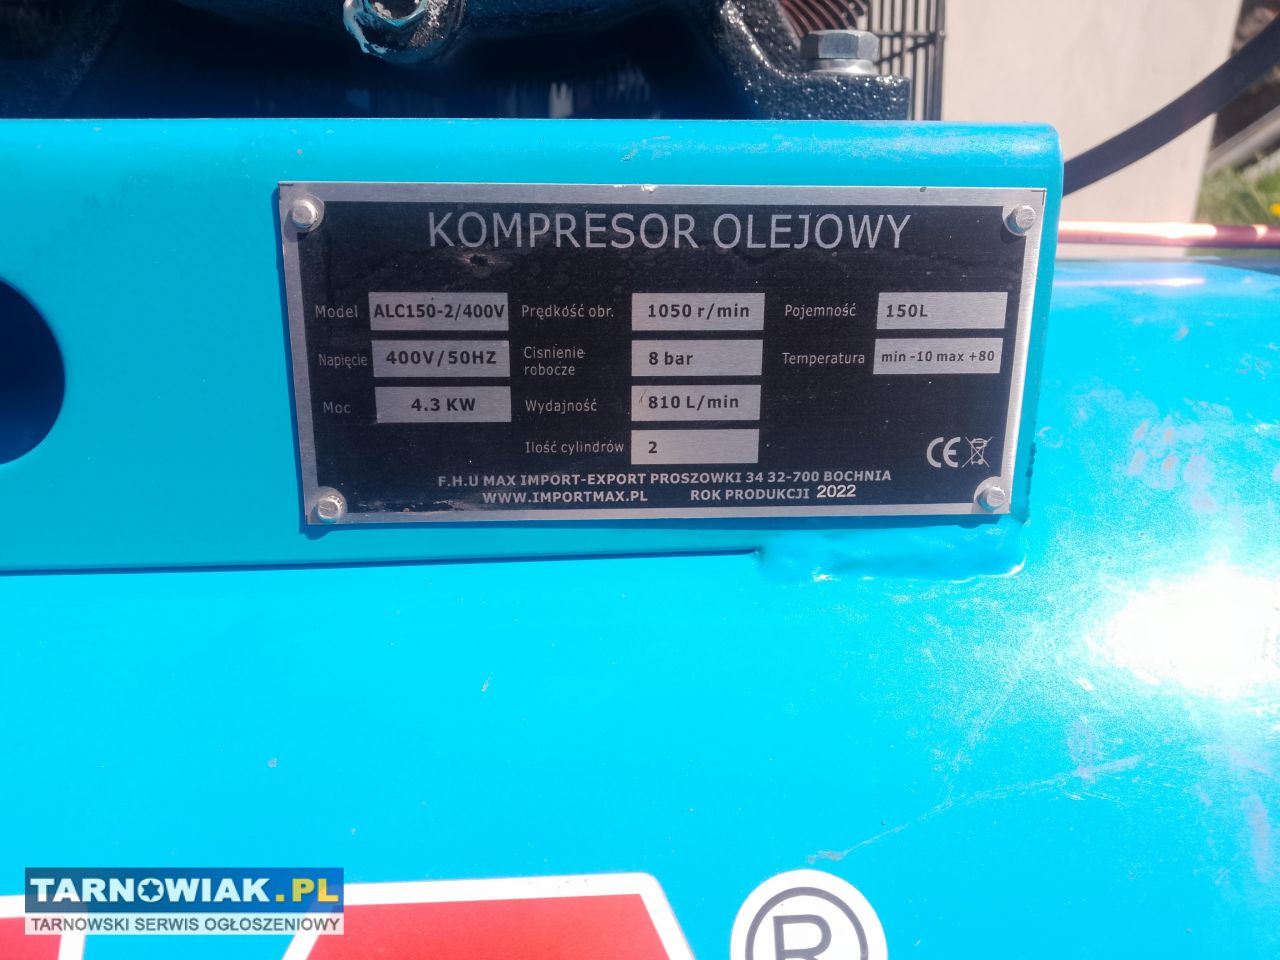 KOMPRESOR OLEJOWY
Model ALC150-2/400V Prędkość obr. 1050 r/min Pojemność 150L
Napięcie 400V/50HZ Cisnienie robocze 8 bar Temperatura min -10 max +80
Moc 4.3 KW Wydajność 810 L/min
Ilość cylindrów 2
CE
F.H.U MAX IMPORT-EXPORT PROSZOWKI 34 32-700 BOCHNIA
WWW.IMPORTMAX.PL ROK PRODUKCJI 2022
TARNOWIAK.PL
TARNOWSKI SERWIS OGŁOSZENIOWY
®